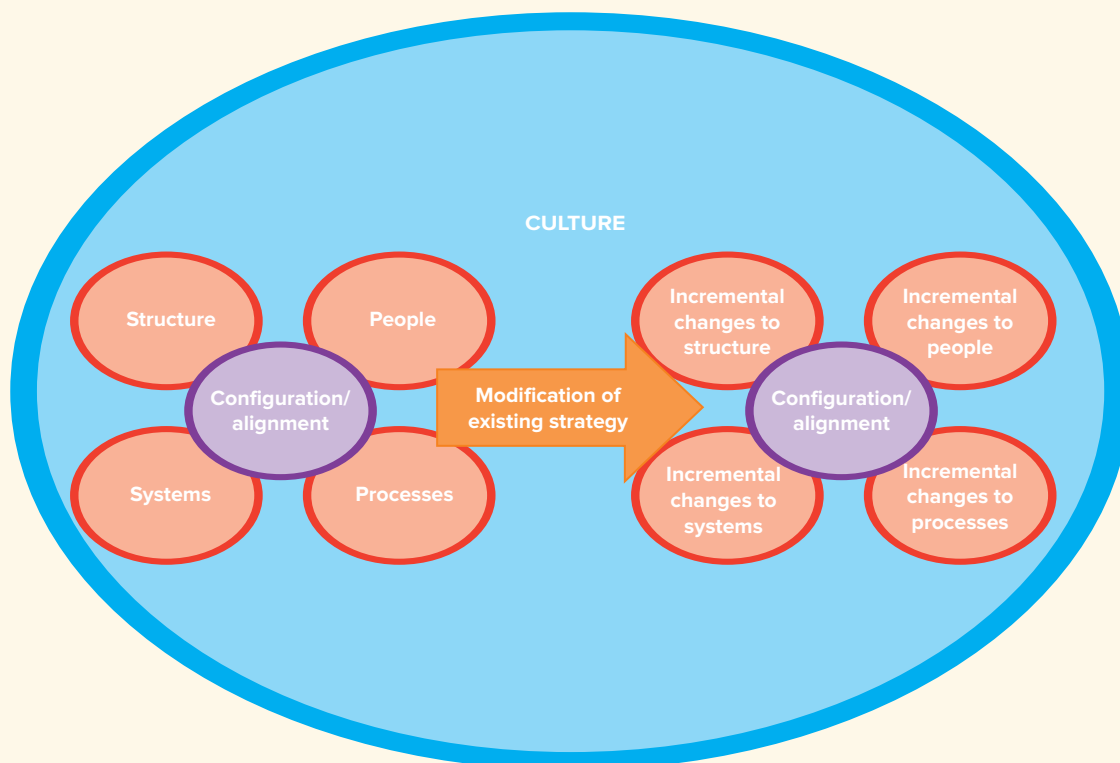 CULTURE
Structure
People
Configuration/
alignment
Systems
Processes
Modification of
existing strategy
Incremental
changes to
structure
Incremental
changes to
people
Configuration/
alignment
Incremental
changes to
systems
Incremental
changes to
processes